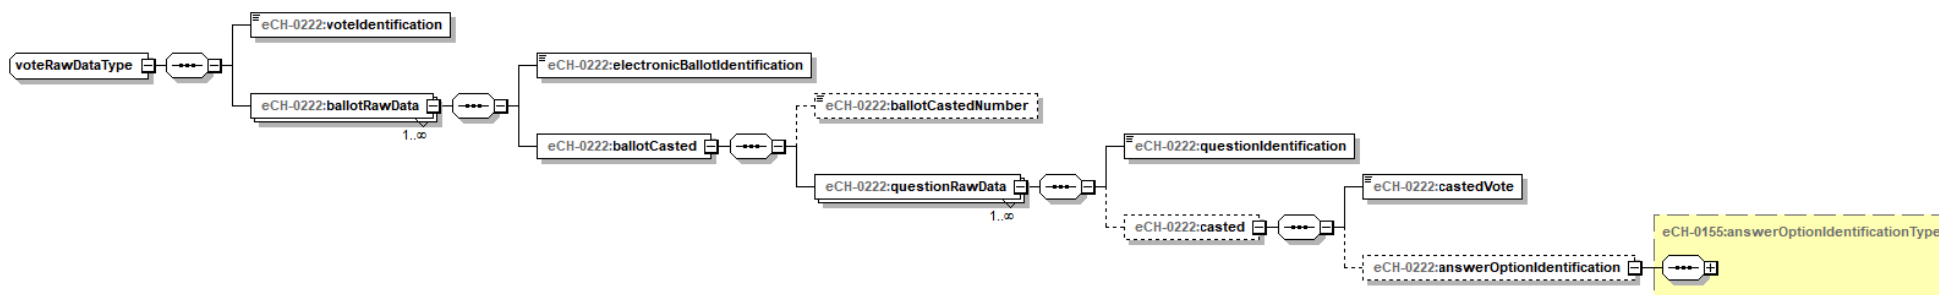 eCH-0222:voteIdentification
voteRawDataType
eCH-0222:electronicBallotIdentification
eCH-0222:ballotRawData
1..∞
eCH-0222:ballotCastedNumber
eCH-0222:ballotCasted
eCH-0222:questionIdentification
eCH-0222:questionRawData
1..∞
eCH-0222:castedVote
eCH-0222:casted
eCH-0155:answerOptionIdentificationType
eCH-0222:answerOptionIdentification